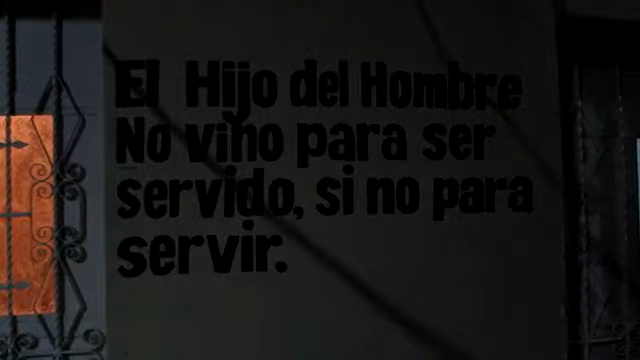 El Hijo del Hombre
No vino para ser
servido, si no para
servir.